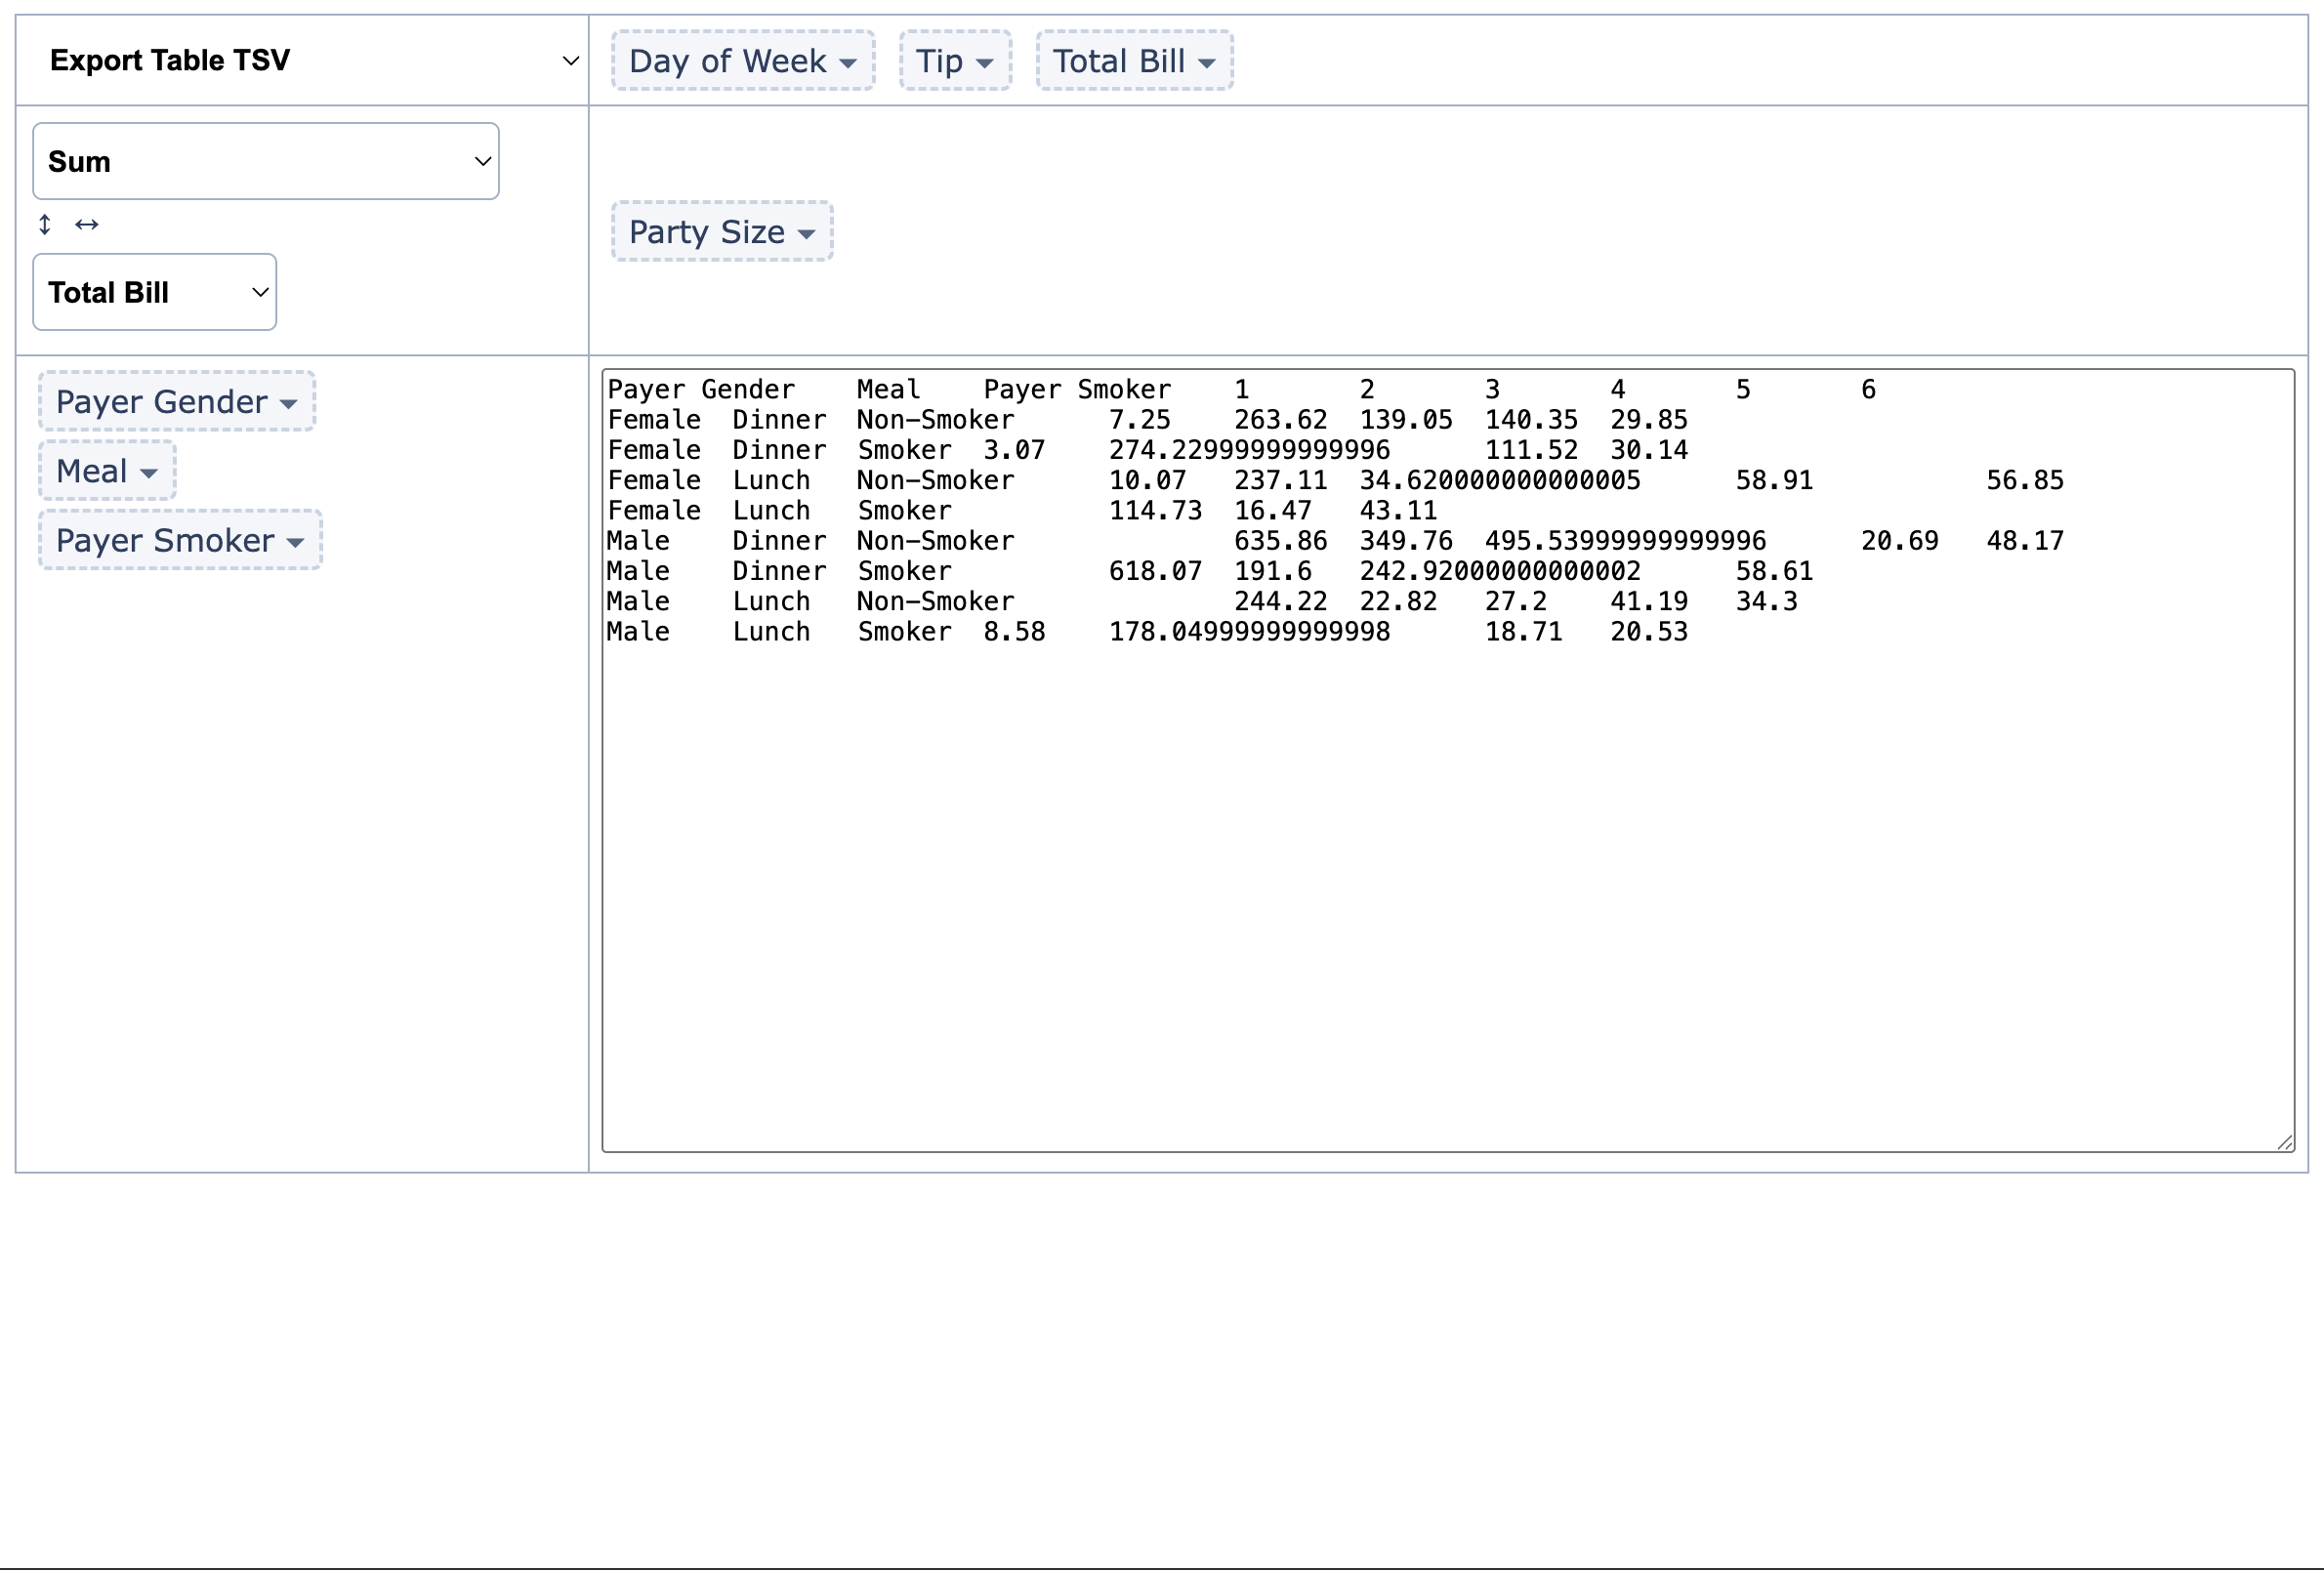 Export Table TSV
Day of Week Tip Total Bill
Sum
↕ ↔
Total Bill
Party Size
Payer Gender
Meal
Payer Smoker
Payer Gender	Meal	Payer Smoker	1	2	3	4	5	6
Female	Dinner	Non-Smoker	7.25	263.62	139.05	140.35	29.85
Female	Dinner	Smoker	3.07	274.22999999999996	111.52	30.14
Female	Lunch	Non-Smoker	10.07	237.11	34.620000000000005	58.91		56.85
Female	Lunch	Smoker		114.73	16.47	43.11
Male	Dinner	Non-Smoker		635.86	349.76	495.53999999999996	20.69	48.17
Male	Dinner	Smoker		618.07	191.6	242.92000000000002	58.61
Male	Lunch	Non-Smoker		244.22	22.82	27.2	41.19	34.3
Male	Lunch	Smoker	8.58	178.04999999999998	18.71	20.53